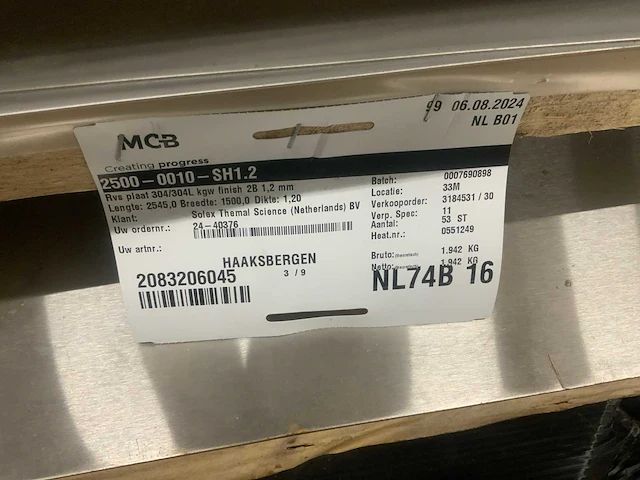 99 06.08.2024
NL B01
MCB
Creating progress
2500-0010-SH1.2
Rvs plaat 304/304L kgw finish 2B 1,2 mm
Lengte: 2545,0 Breedte: 1500,0 Dikte: 1,20
Klant: Solex Themal Science (Netherlands) BV
Uw ordernr.: 24-40376
Uw artnr.:
Batch: 0007690898
Locatie: 33M
Verkooporder: 3184531 / 30
Verp. Spec: 11
Aantal: 53 ST
Heat.nr.: 0551249
Bruto: 1.942 KG
Netto: 1.942 KG
HAAKSBERGEN
3 / 9
2083206045
NL74B 16